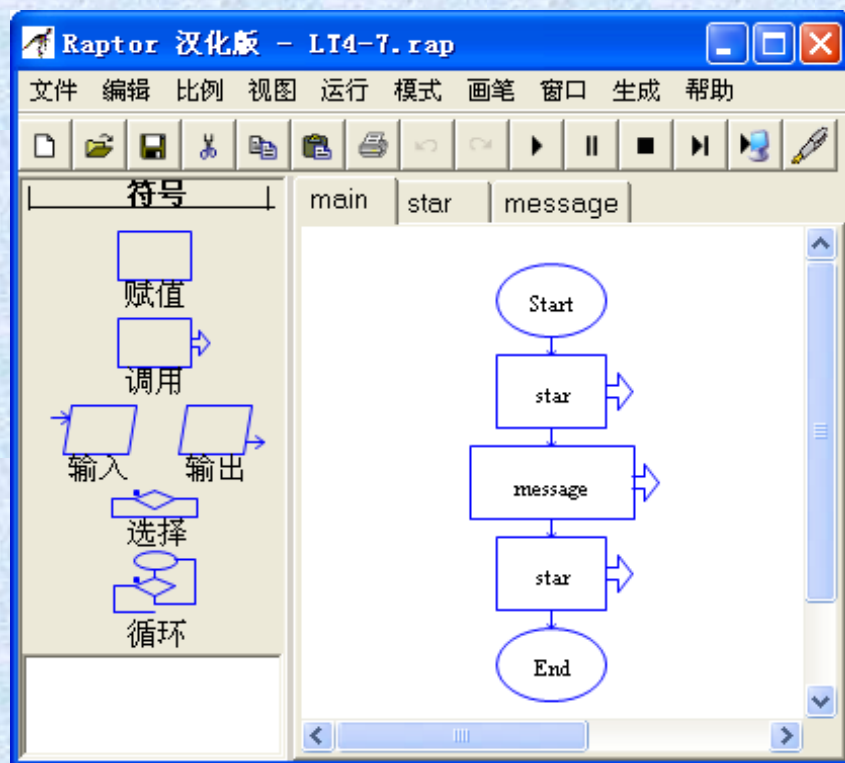 Raptor 汉化版 - LT4-7.rap
文件 编辑 比例 视图 运行 模式 画笔 窗口 生成 帮助
符号
赋值
调用
输入 输出
选择
循环
main star message
Start
star
message
star
End